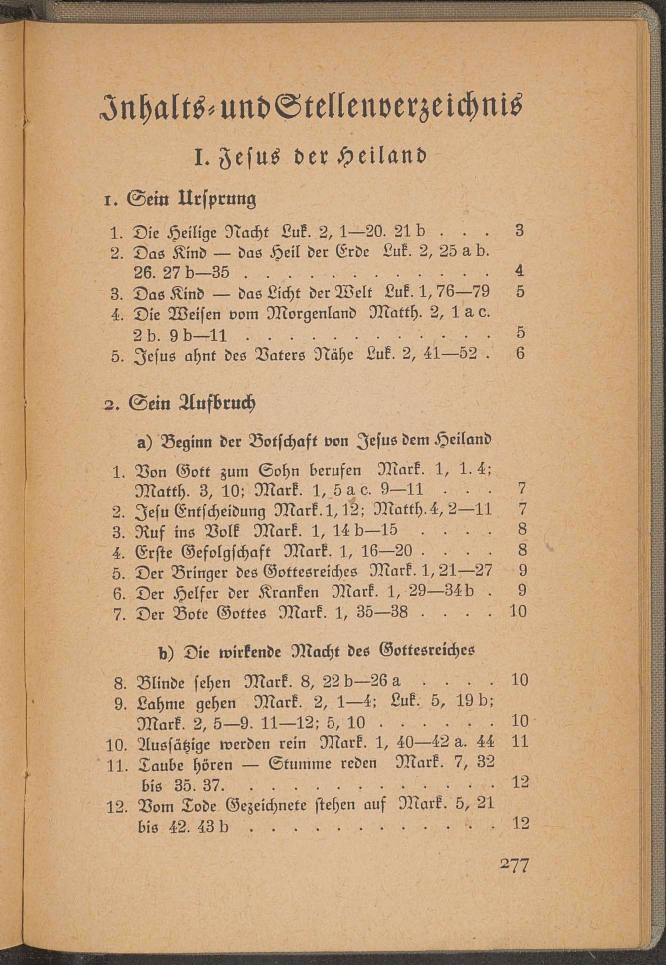 Inhalts- und Stellenverzeichnis
I. Jesus der Heiland
1. Sein Ursprung
1. Die Heilige Nacht Luk. 2, 1—20. 21 b . . . 3
2. Das Kind — das Heil der Erde Luk. 2, 25 a b.
26. 27 b—35 . . . . . . . . . . . . 4
3. Das Kind — das Licht der Welt Luk. 1, 76—79 5
4. Die Weisen vom Morgenland Matth. 2, 1 a c.
2 b. 9 b—11 . . . . . . . . . . . . 5
5. Jesus ahnt des Vaters Nähe Luk. 2, 41—52 . 6
2. Sein Aufbruch
a) Beginn der Botschaft von Jesus dem Heiland
1. Von Gott zum Sohn berufen Mark. 1, 1. 4;
Matth. 3, 10; Mark. 1, 5 a c. 9—11 . . . 7
2. Jesu Entscheidung Mark. 1, 12; Matth. 4, 2—11 7
3. Ruf ins Volk Mark. 1, 14 b—15 . . . . 8
4. Erste Gefolgschaft Mark. 1, 16—20 . . . . 8
5. Der Bringer des Gottesreiches Mark. 1, 21—27 9
6. Der Helfer der Kranken Mark. 1, 29—34 b . 9
7. Der Bote Gottes Mark. 1, 35—38 . . . . 10
b) Die wirkende Macht des Gottesreiches
8. Blinde sehen Mark. 8, 22 b—26 a . . . . 10
9. Lahme gehen Mark. 2, 1—4; Luk. 5, 19 b;
Mark. 2, 5—9. 11—12; 5, 10 . . . . . . 10
10. Aussätzige werden rein Mark. 1, 40—42 a. 44 11
11. Taube hören — Stumme reden Mark. 7, 32
bis 35. 37. . . . . . . . . . . . . 12
12. Vom Tode Gezeichnete stehen auf Mark. 5, 21
bis 42. 43 b . . . . . . . . . . . . 12
277